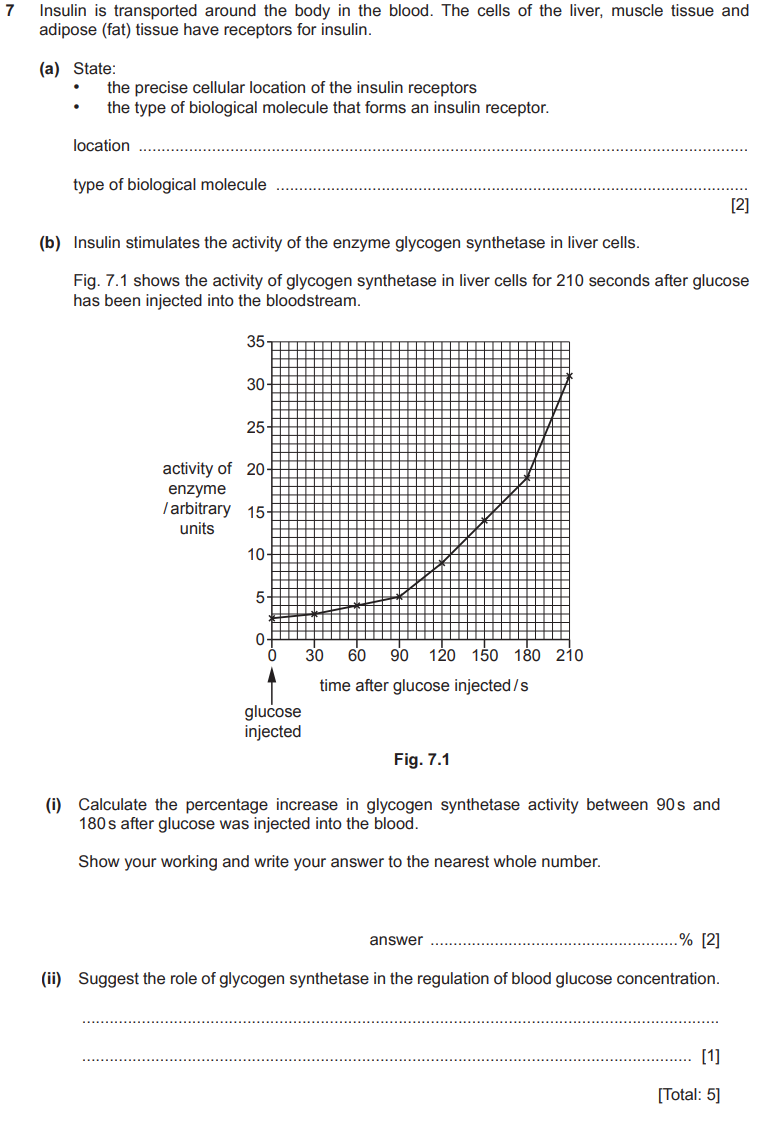 7 Insulin is transported around the body in the blood. The cells of the liver, muscle tissue and
adipose (fat) tissue have receptors for insulin.
(a) State:
• the precise cellular location of the insulin receptors
• the type of biological molecule that forms an insulin receptor.
location ..........................................................................................................................
type of biological molecule ..........................................................................................
[2]
(b) Insulin stimulates the activity of the enzyme glycogen synthetase in liver cells.
Fig. 7.1 shows the activity of glycogen synthetase in liver cells for 210 seconds after glucose
has been injected into the bloodstream.
35
30
25
20
15
10
5
0
activity of
enzyme
/ arbitrary
units
0 30 60 90 120 150 180 210
time after glucose injected / s
glucose
injected
Fig. 7.1
(i) Calculate the percentage increase in glycogen synthetase activity between 90 s and
180 s after glucose was injected into the blood.
Show your working and write your answer to the nearest whole number.
answer ......................................................% [2]
(ii) Suggest the role of glycogen synthetase in the regulation of blood glucose concentration.
..........................................................................................................................
.................................................................................................................... [1]
[Total: 5]